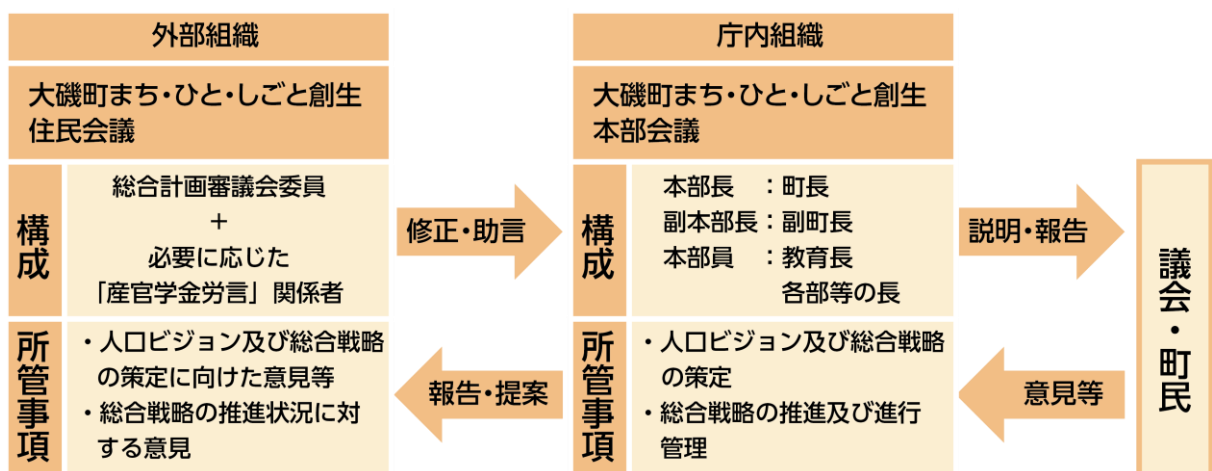 外部組織
大磯町まち・ひと・しごと創生
住民会議
構成
総合計画審議会委員
+
必要に応じた
「産官学金労言」関係者
所管事項
・人口ビジョン及び総合戦略
の策定に向けた意見等
・総合戦略の推進状況に対
する意見
修正・助言
報告・提案
庁内組織
大磯町まち・ひと・しごと創生
本部会議
構成
本部長 :町長
副本部長:副町長
本部員 :教育長
各部等の長
所管事項
・人口ビジョン及び総合戦略
の策定
・総合戦略の推進及び進行
管理
説明・報告
意見等
議会・町民